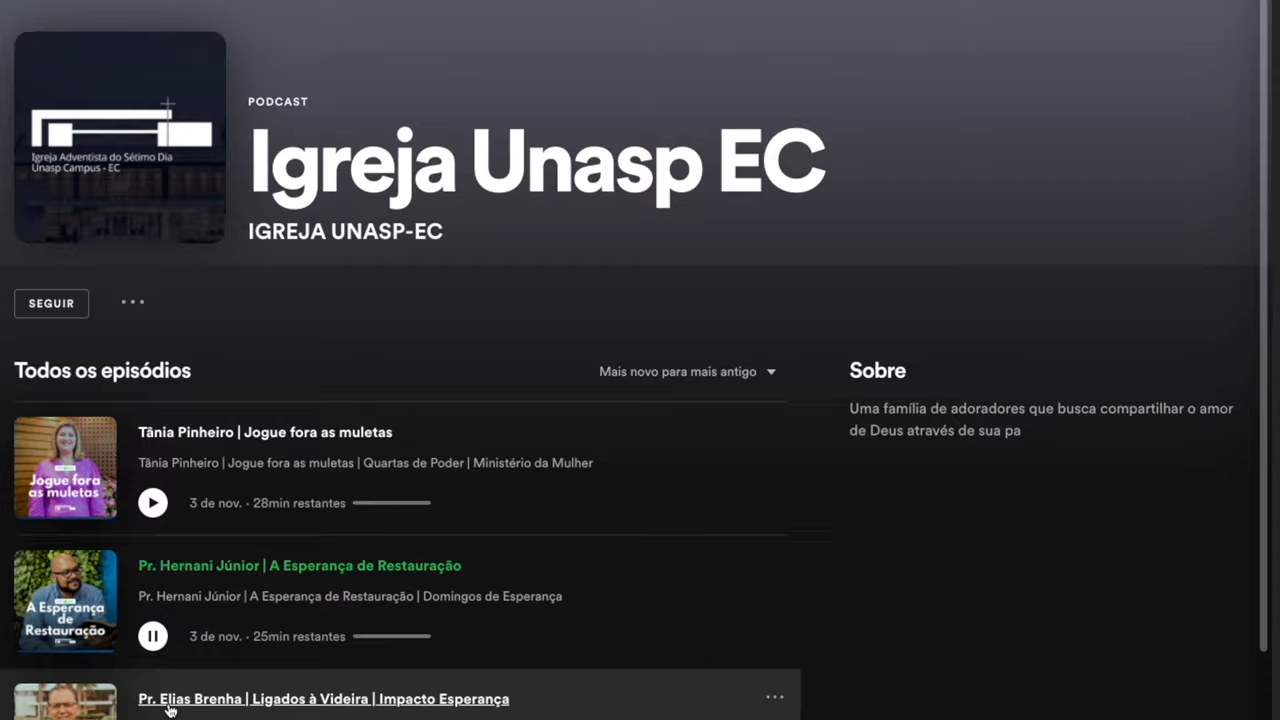 Igreja Adventista do Sétimo Dia
Unasp Campus - EC
PODCAST
Igreja Unasp EC
IGREJA UNASP-EC
SEGUIR
Todos os episódios
Mais novo para mais antigo
Sobre
Uma família de adoradores que busca compartilhar o amor
de Deus através de sua pa
Jogue fora
as muletas
Tânia Pinheiro | Jogue fora as muletas
Tânia Pinheiro | Jogue fora as muletas | Quartas de Poder | Ministério da Mulher
3 de nov. · 28min restantes
A Esperança
de
Restauração
Pr. Hernani Júnior | A Esperança de Restauração
Pr. Hernani Júnior | A Esperança de Restauração | Domingos de Esperança
3 de nov. · 25min restantes
Pr. Elias Brenha | Ligados à Videira | Impacto Esperança